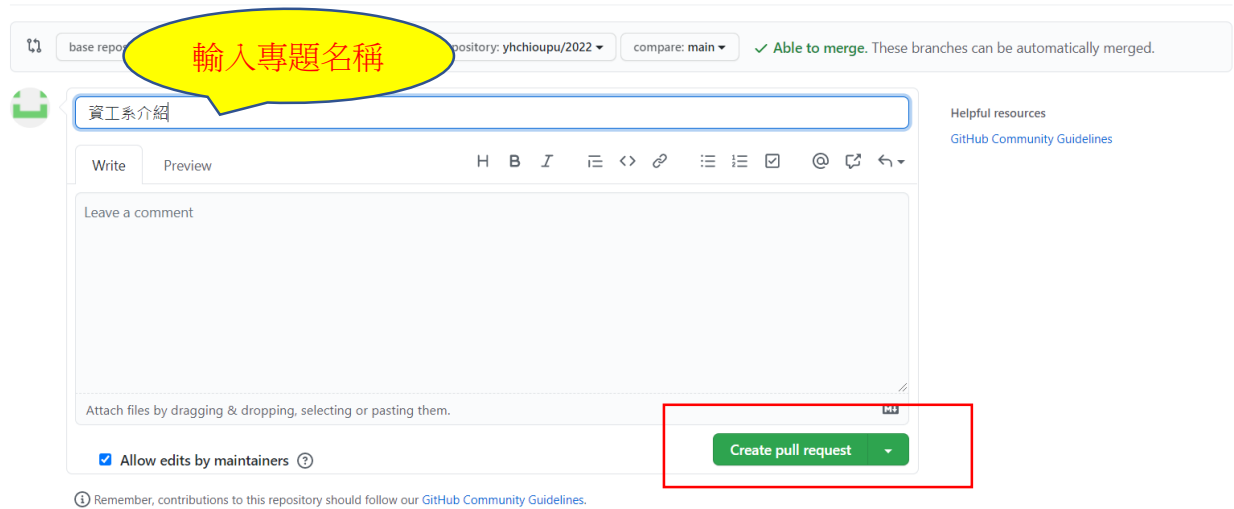 base repo
pository: yhchioupu/2022
compare: main
Able to merge. These branches can be automatically merged.
輸入專題名稱
資工系介紹
Helpful resources
GitHub Community Guidelines
Write
Preview
Leave a comment
Attach files by dragging & dropping, selecting or pasting them.
Allow edits by maintainers
Create pull request
Remember, contributions to this repository should follow our GitHub Community Guidelines.